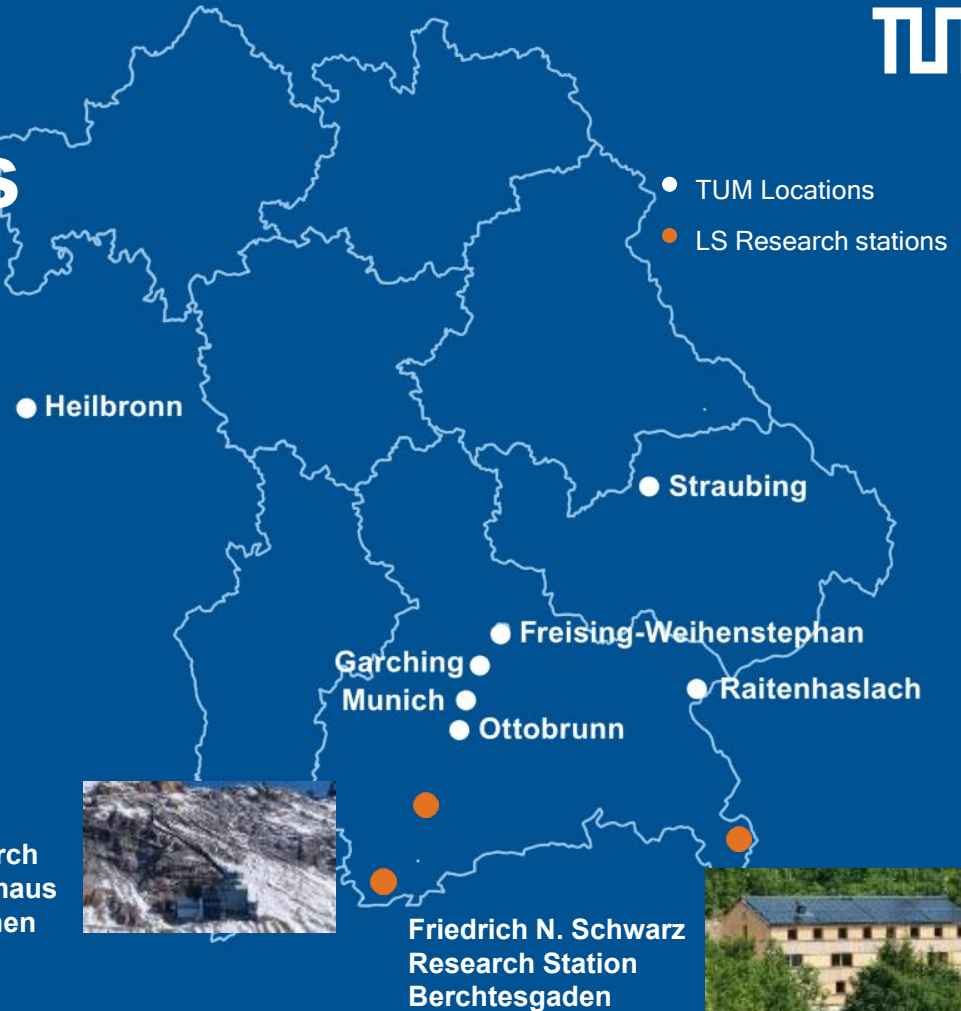 TUM Locations
LS Research stations
Heilbronn
Straubing
Freising-Weihenstephan
Garching
Munich
Raitenhaslach
Ottobrunn
Friedrich N. Schwarz
Research Station
Berchtesgaden